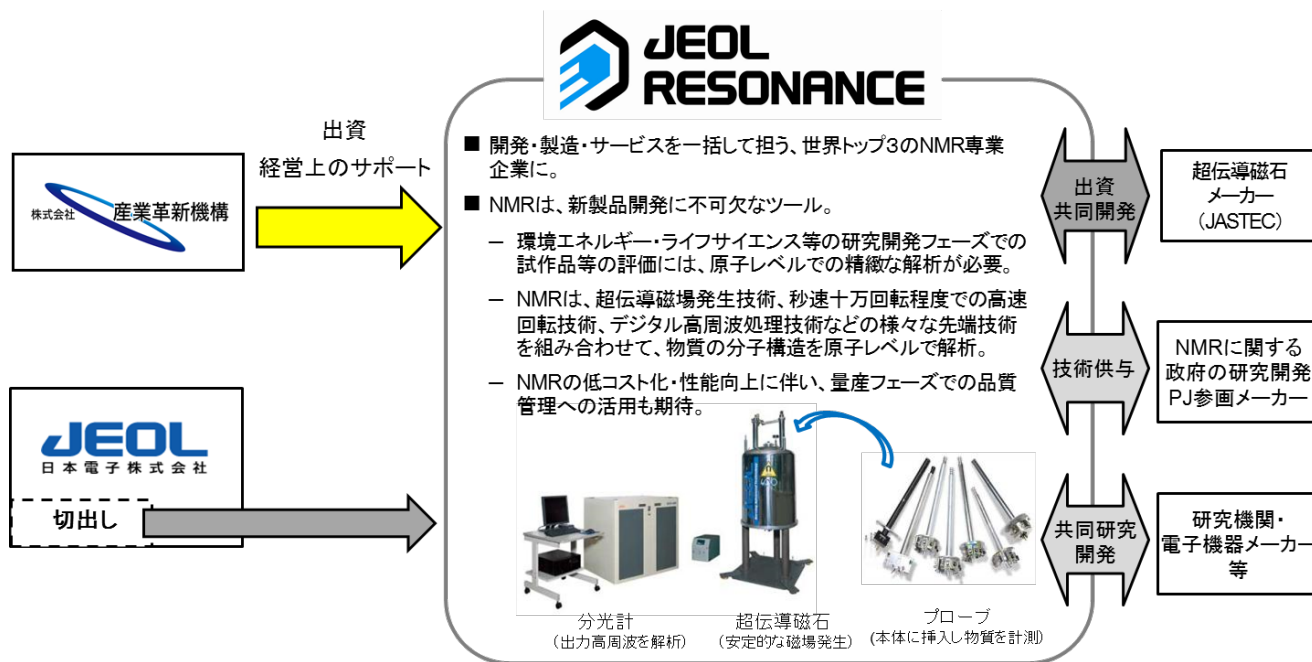 JEOL
RESONANCE
出資
経営上のサポート
株式会社 産業革新機構
JEOL
日本電子株式会社
切出し
■ 開発・製造・サービスを一括して担う、世界トップ3のNMR専業
企業に。
■ NMRは、新製品開発に不可欠なツール。
－ 環境エネルギー・ライフサイエンス等の研究開発フェーズでの
試作品等の評価には、原子レベルでの精緻な解析が必要。
－ NMRは、超伝導磁場発生技術、秒速十万回転程度での高速
回転技術、デジタル高周波処理技術などの様々な先端技術
を組み合わせて、物質の分子構造を原子レベルで解析。
－ NMRの低コスト化・性能向上に伴い、量産フェーズでの品質
管理への活用も期待。
分光計
（出力高周波を解析）
超伝導磁石
（安定的な磁場発生）
プローブ
（本体に挿入し物質を計測）
出資
共同開発
超伝導磁石
メーカー
（JASTEC）
技術供与
NMRに関する
政府の研究開発
PJ参画メーカー
共同研究
開発
研究機関・
電子機器メーカー
等